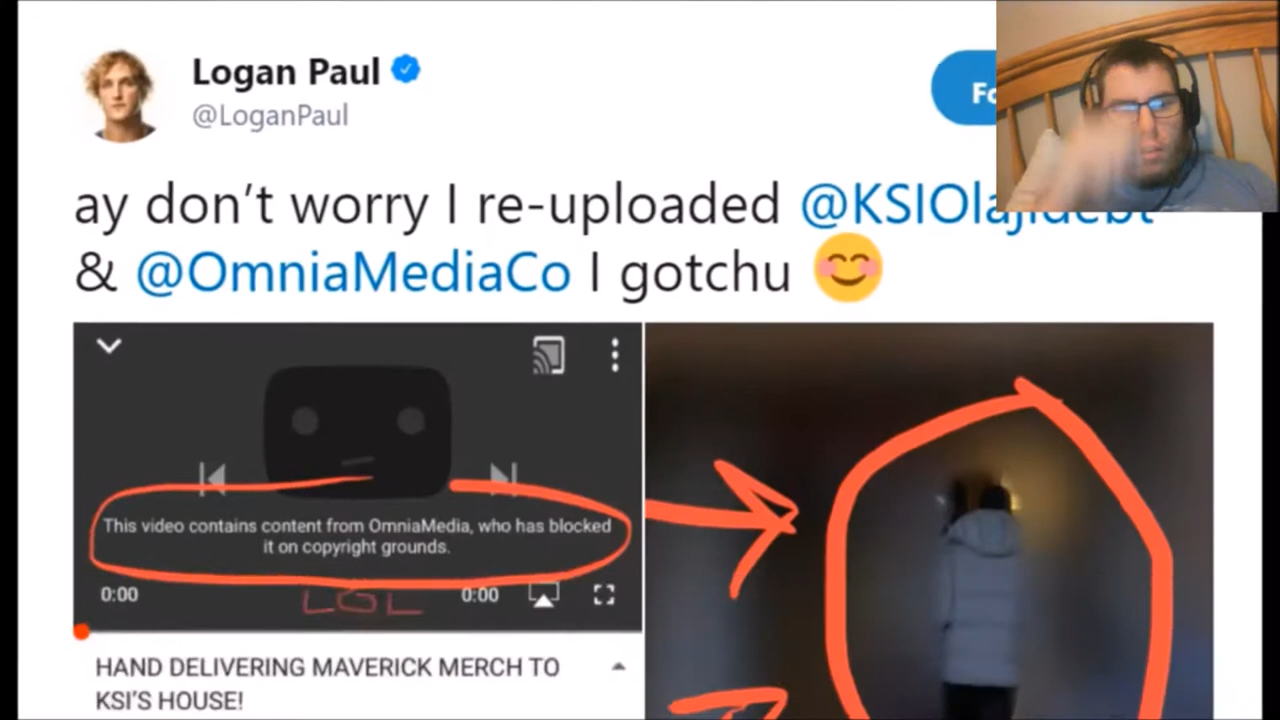 Logan Paul
@LoganPaul
ay don't worry I re-uploaded
& @OmniaMediaCo I gotchu
This video contains content from OmniaMedia, who has blocked
it on copyright grounds.
0:00
0:00
LOL
HAND DELIVERING MAVERICK MERCH TO
KSI'S HOUSE!